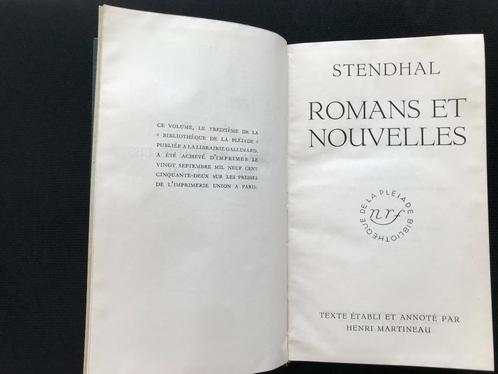 CE VOLUME, LE TREIZIÈME DE LA
« BIBLIOTHÈQUE DE LA PLÉIADE »
PUBLIÉE A LA LIBRAIRIE GALLIMARD,
A ÉTÉ ACHEVÉ D'IMPRIMER LE
VINGT SEPTEMBRE MIL NEUF CENT
CINQUANTE-DEUX SUR LES PRESSES
DE L'IMPRIMERIE UNION A PARIS.
STENDHAL
ROMANS ET
NOUVELLES
BIBLIOTHEQUE DE LA PLEIADE
nrf
TEXTE ÉTABLI ET ANNOTÉ PAR
HENRI MARTINEAU